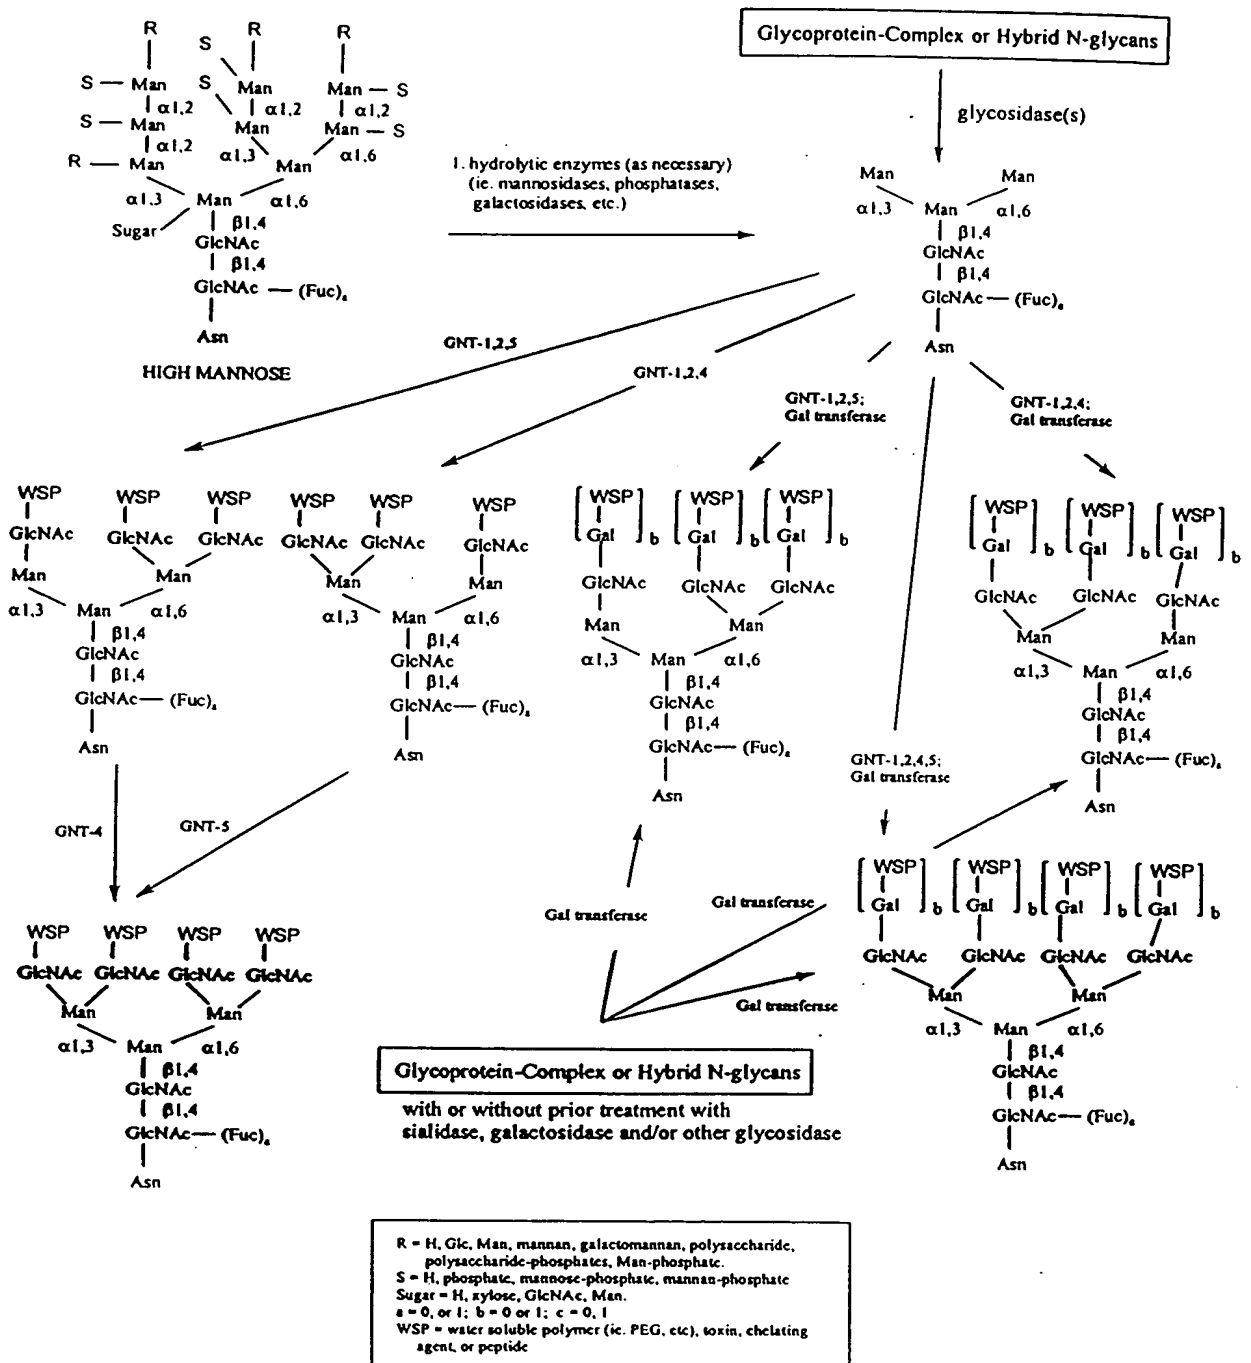 Glycoprotein-Complex or Hybrid N-glycans
glycosidase(s)
R R R
S
S — Man S Man Man — S
α1,2 α1,2 α1,2
S — Man Man Man — S
α1,2 α1,3 α1,6
R — Man Man
α1,3 Man α1,6
Sugar β1,4
GlcNAc
β1,4
GlcNAc — (Fuc)a
Asn
HIGH MANNOSE
1. hydrolytic enzymes (as necessary)
(ie. mannosidases, phosphatases,
galactosidases, etc.)
Man Man
α1,3 Man α1,6
β1,4
GlcNAc
β1,4
GlcNAc — (Fuc)a
Asn
GNT-1,2,5
GNT-1,2,4
GNT-1,2,5;
Gal transferase
GNT-1,2,4;
Gal transferase
WSP WSP WSP
GlcNAc GlcNAc GlcNAc
Man Man
α1,3 Man α1,6
β1,4
GlcNAc
β1,4
GlcNAc — (Fuc)a
Asn
WSP WSP WSP
GlcNAc GlcNAc GlcNAc
Man Man
α1,3 Man α1,6
β1,4
GlcNAc
β1,4
GlcNAc — (Fuc)a
Asn
[WSP [WSP [WSP
Gal]b Gal]b Gal]b
GlcNAc GlcNAc GlcNAc
Man Man
α1,3 Man α1,6
β1,4
GlcNAc
β1,4
GlcNAc — (Fuc)a
Asn
[WSP [WSP [WSP
Gal]b Gal]b Gal]b
GlcNAc GlcNAc GlcNAc
Man Man
α1,3 Man α1,6
β1,4
GlcNAc
β1,4
GlcNAc — (Fuc)a
Asn
GNT-1,2,4,5;
Gal transferase
GNT-4
GNT-5
WSP WSP WSP WSP
GlcNAc GlcNAc GlcNAc GlcNAc
Man Man
α1,3 Man α1,6
β1,4
GlcNAc
β1,4
GlcNAc — (Fuc)a
Asn
Gal transferase
Gal transferase
Gal transferase
[WSP [WSP [WSP [WSP
Gal]b Gal]b Gal]b Gal]b
GlcNAc GlcNAc GlcNAc GlcNAc
Man Man
α1,3 Man α1,6
β1,4
GlcNAc
β1,4
GlcNAc — (Fuc)a
Asn
Glycoprotein-Complex or Hybrid N-glycans
with or without prior treatment with
sialidase, galactosidase and/or other glycosidase
R = H, Glc, Man, mannan, galactomannan, polysaccharide,
polysaccharide-phosphates, Man-phosphate.
S = H, phosphate, mannose-phosphate, mannan-phosphate
Sugar = H, xylose, GlcNAc, Man.
a = 0, or 1; b = 0 or 1; c = 0, 1
WSP = water soluble polymer (ie. PEG, etc), toxin, chelating
agent, or peptide